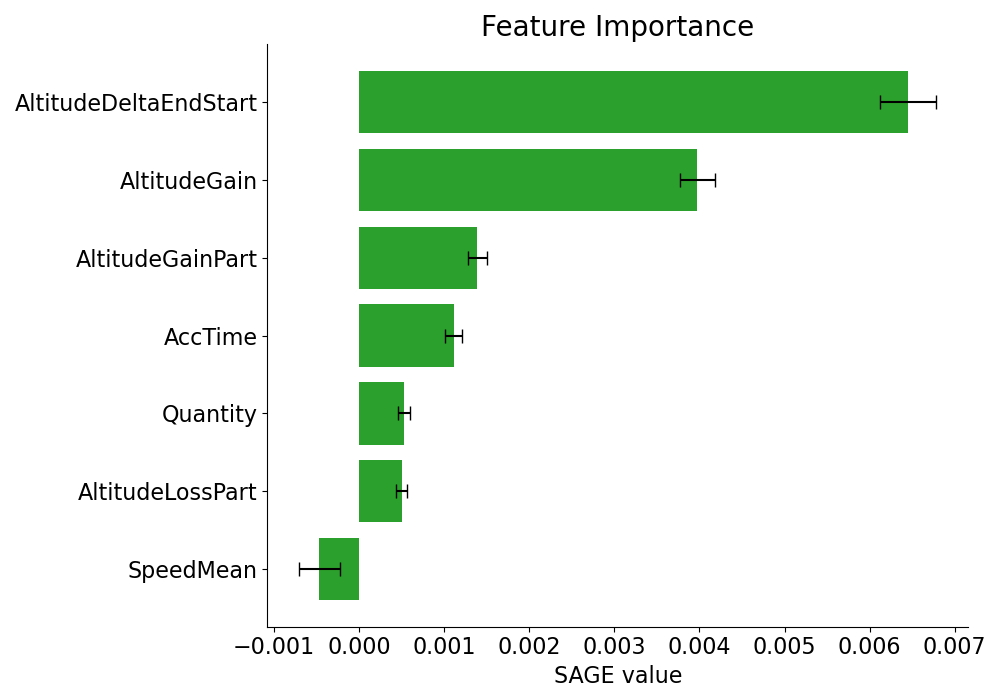 Feature Importance
AltitudeDeltaEndStart
AltitudeGain
AltitudeGainPart
AccTime
Quantity
AltitudeLossPart
SpeedMean
−0.001 0.000 0.001 0.002 0.003 0.004 0.005 0.006 0.007
SAGE value